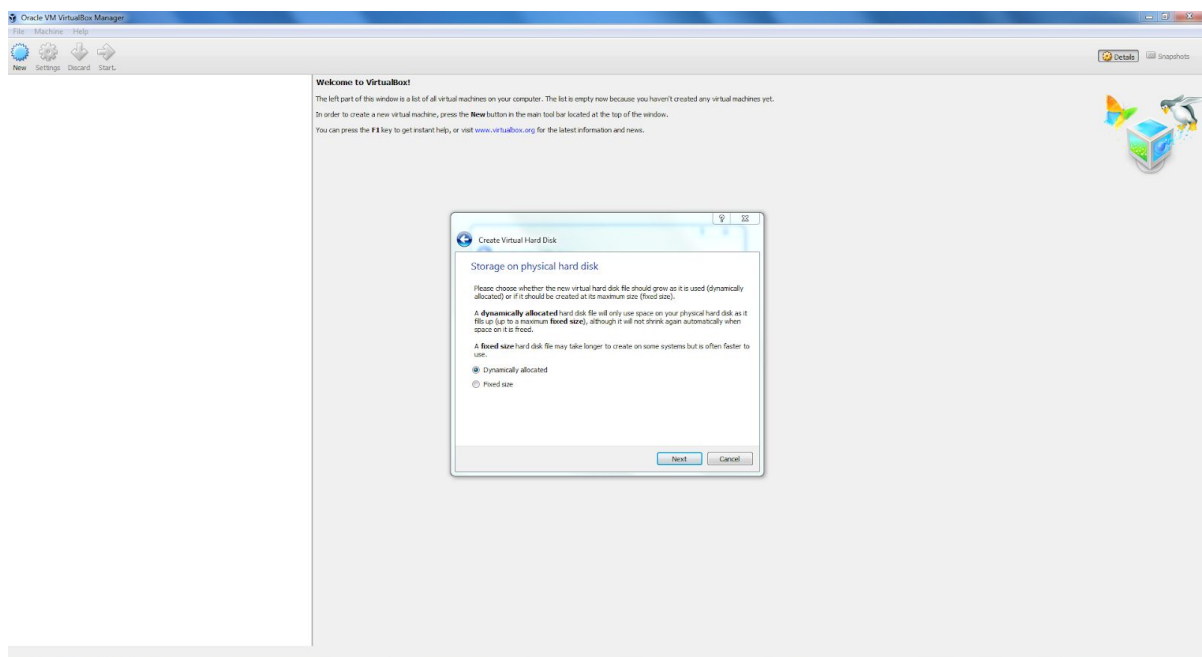 Oracle VM VirtualBox Manager
File Machine Help
New Settings Discard Start
Details Snapshots
Welcome to VirtualBox!
The left part of this window is a list of all virtual machines on your computer. The list is empty now because you haven't created any virtual machines yet.
In order to create a new virtual machine, press the New button in the main tool bar located at the top of the window.
You can press the F1 key to get instant help, or visit www.virtualbox.org for the latest information and news.
Create Virtual Hard Disk
Storage on physical hard disk
Please choose whether the new virtual hard disk file should grow as it is used (dynamically
allocated) or if it should be created at its maximum size (fixed size).
A dynamically allocated hard disk file will only use space on your physical hard disk as it
fills up (up to a maximum fixed size), although it will not shrink again automatically when
space on it is freed.
A fixed size hard disk file may take longer to create on some systems but is often faster to
use.
Dynamically allocated
Fixed size
Next Cancel